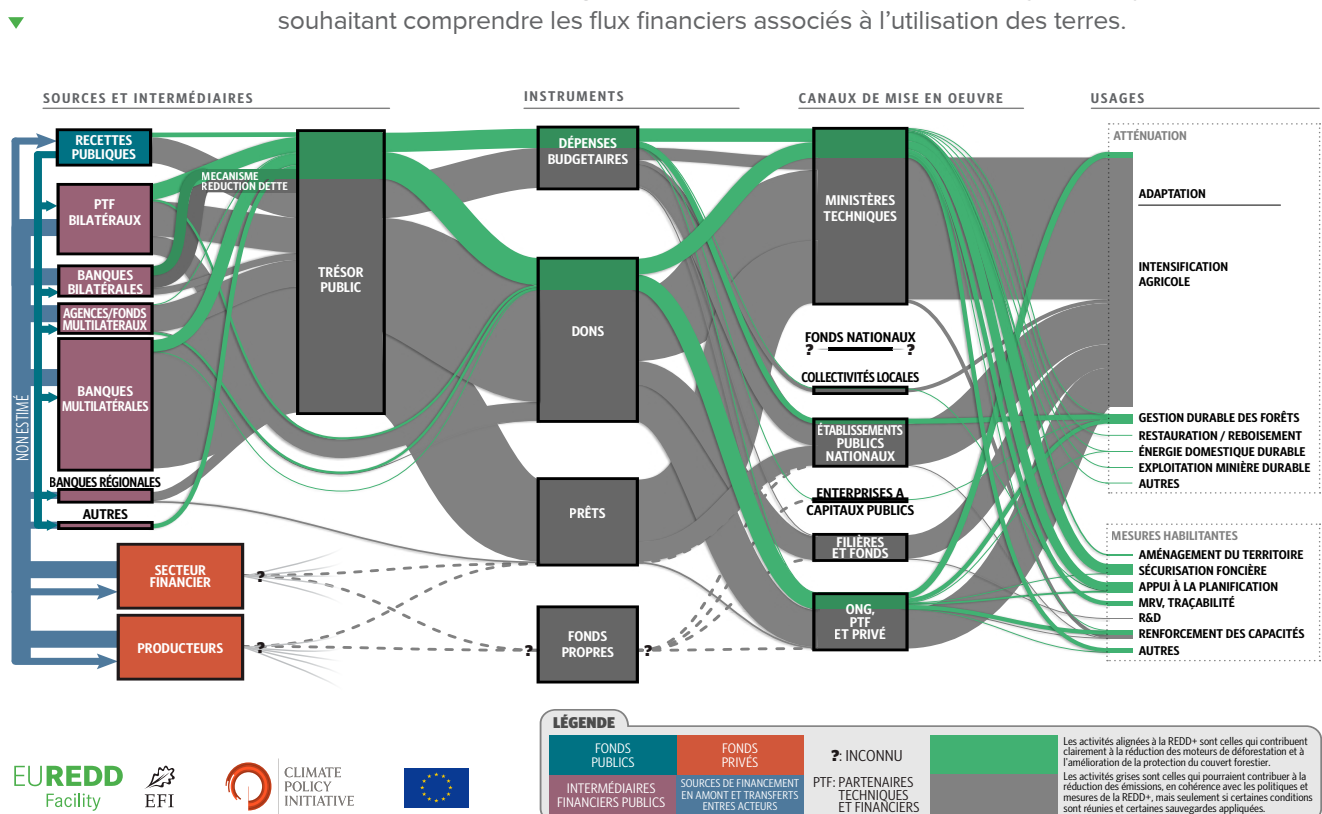 souhaitant comprendre les flux financiers associés à l'utilisation des terres.
SOURCES ET INTERMÉDIAIRES
INSTRUMENTS
CANAUX DE MISE EN OEUVRE
USAGES
RECETTES
PUBLIQUES
MECANISME
REDUCTION DETTE
PTF
BILATÉRAUX
BANQUES
BILATÉRALES
AGENCES/FONDS
MULTILATERAUX
BANQUES
MULTILATÉRALES
BANQUES RÉGIONALES
AUTRES
NON ESTIMÉ
SECTEUR
FINANCIER
?
PRODUCTEURS
?
TRÉSOR
PUBLIC
DÉPENSES
BUDGETAIRES
DONS
PRÊTS
FONDS
PROPRES
?
?
MINISTÈRES
TECHNIQUES
FONDS NATIONAUX
? ?
COLLECTIVITÉS LOCALES
ÉTABLISSEMENTS
PUBLICS
NATIONAUX
ENTERPRISES A
CAPITAUX PUBLICS
FILIÈRES
ET FONDS
ONG,
PTF
ET PRIVÉ
ATTÉNUATION
ADAPTATION
INTENSIFICATION
AGRICOLE
GESTION DURABLE DES FORÊTS
RESTAURATION / REBOISEMENT
ÉNERGIE DOMESTIQUE DURABLE
EXPLOITATION MINIÈRE DURABLE
AUTRES
MESURES HABILITANTES
AMÉNAGEMENT DU TERRITOIRE
SÉCURISATION FONCIÈRE
APPUI À LA PLANIFICATION
MRV, TRAÇABILITÉ
R&D
RENFORCEMENT DES CAPACITÉS
AUTRES
EUREDD
Facility
EFI
CLIMATE
POLICY
INITIATIVE
LÉGENDE
FONDS
PUBLICS
FONDS
PRIVÉS
INTERMÉDIAIRES
FINANCIERS PUBLICS
SOURCES DE FINANCEMENT
EN AMONT ET TRANSFERTS
ENTRES ACTEURS
?: INCONNU
PTF: PARTENAIRES
TECHNIQUES
ET FINANCIERS
Les activités alignées à la REDD+ sont celles qui contribuent
clairement à la réduction des moteurs de déforestation et à
l'amélioration de la protection du couvert forestier.
Les activités grises sont celles qui pourraient contribuer à la
réduction des émissions, en cohérence avec les politiques et
mesures de la REDD+, mais seulement si certaines conditions
sont réunies et certaines sauvegardes appliquées.